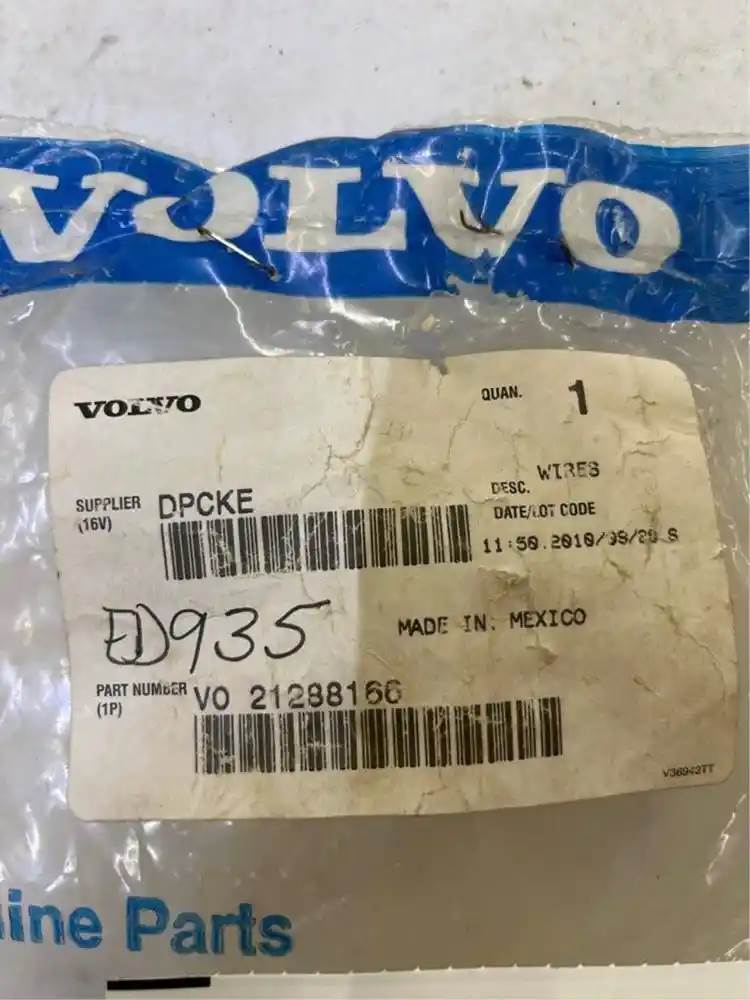 VOLVO
VOLVO
QUAN. 1
SUPPLIER DPCKE
(16V)
DESC. WIRES
DATE/LOT CODE
11:50.2010/09/20 S
ED935
MADE IN: MEXICO
PART NUMBER VO 21288166
(1P)
V36942TT
ine Parts